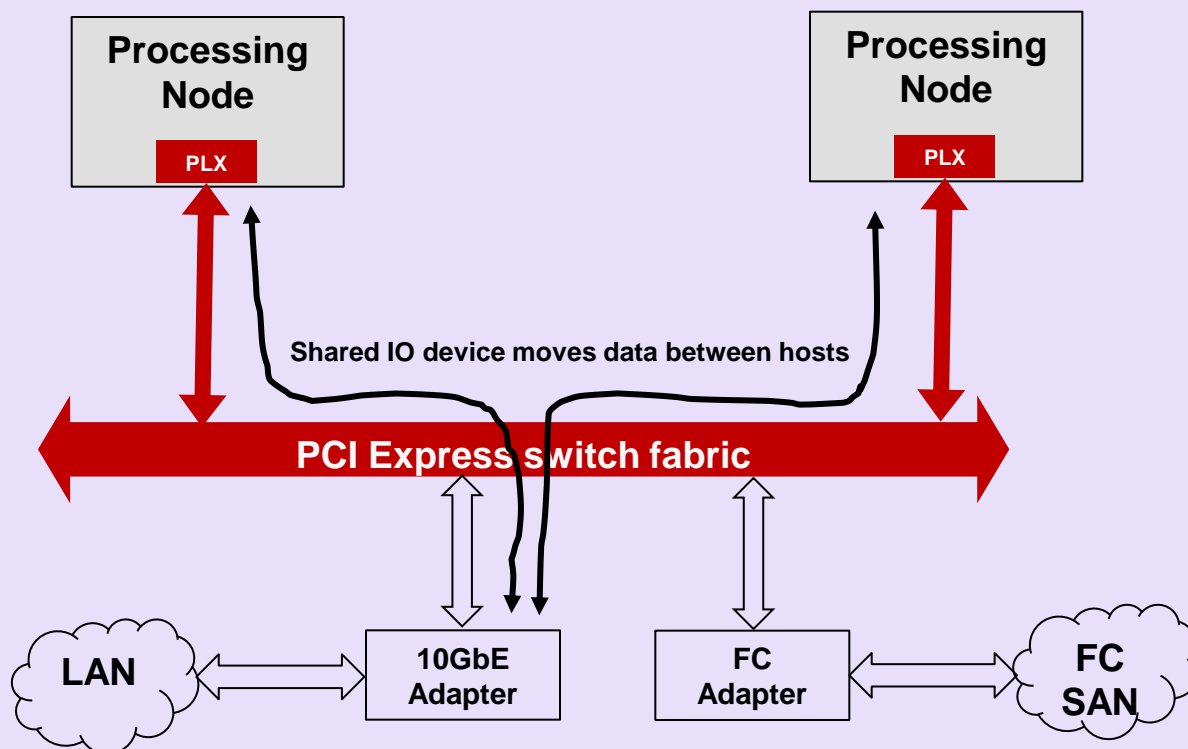 Processing
Node
PLX
Processing
Node
PLX
Shared IO device moves data between hosts
PCI Express switch fabric
LAN
10GbE
Adapter
FC
Adapter
FC
SAN